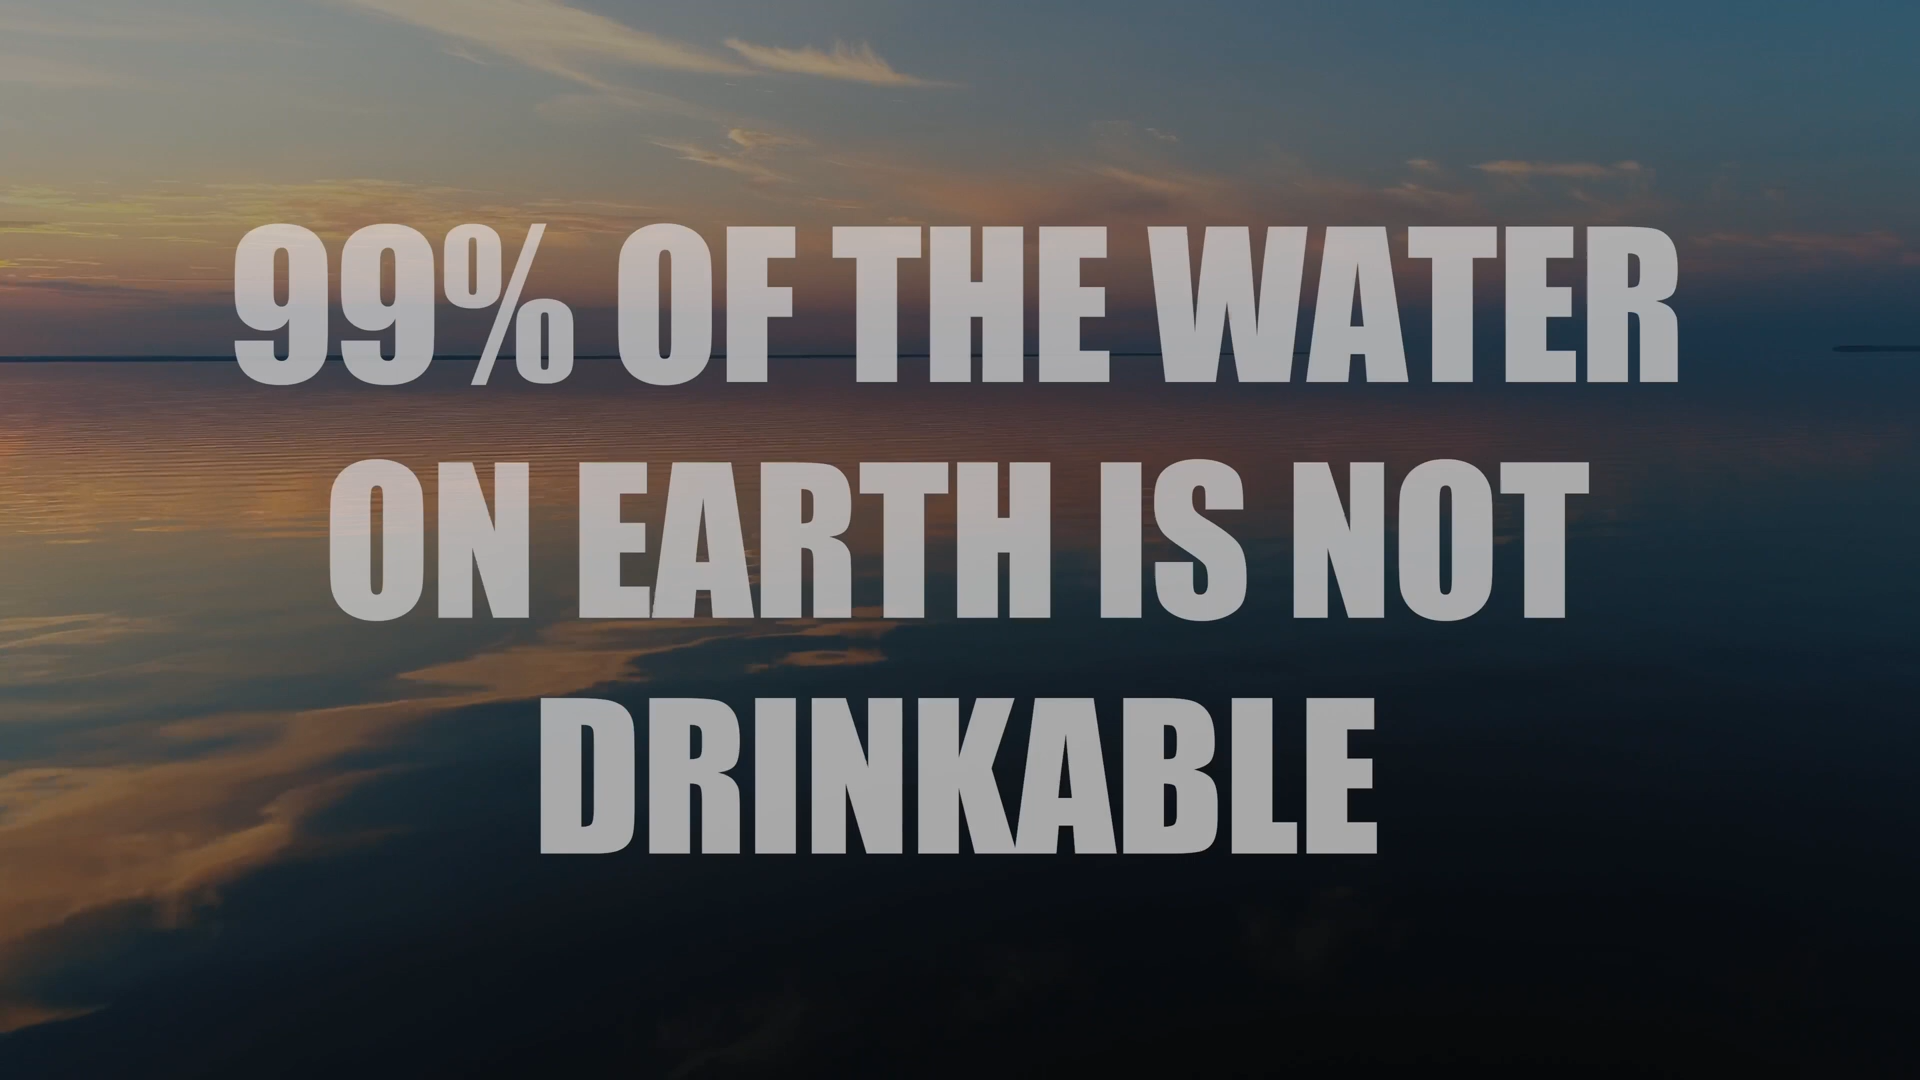 99% OF THE WATER
ON EARTH IS NOT
DRINKABLE